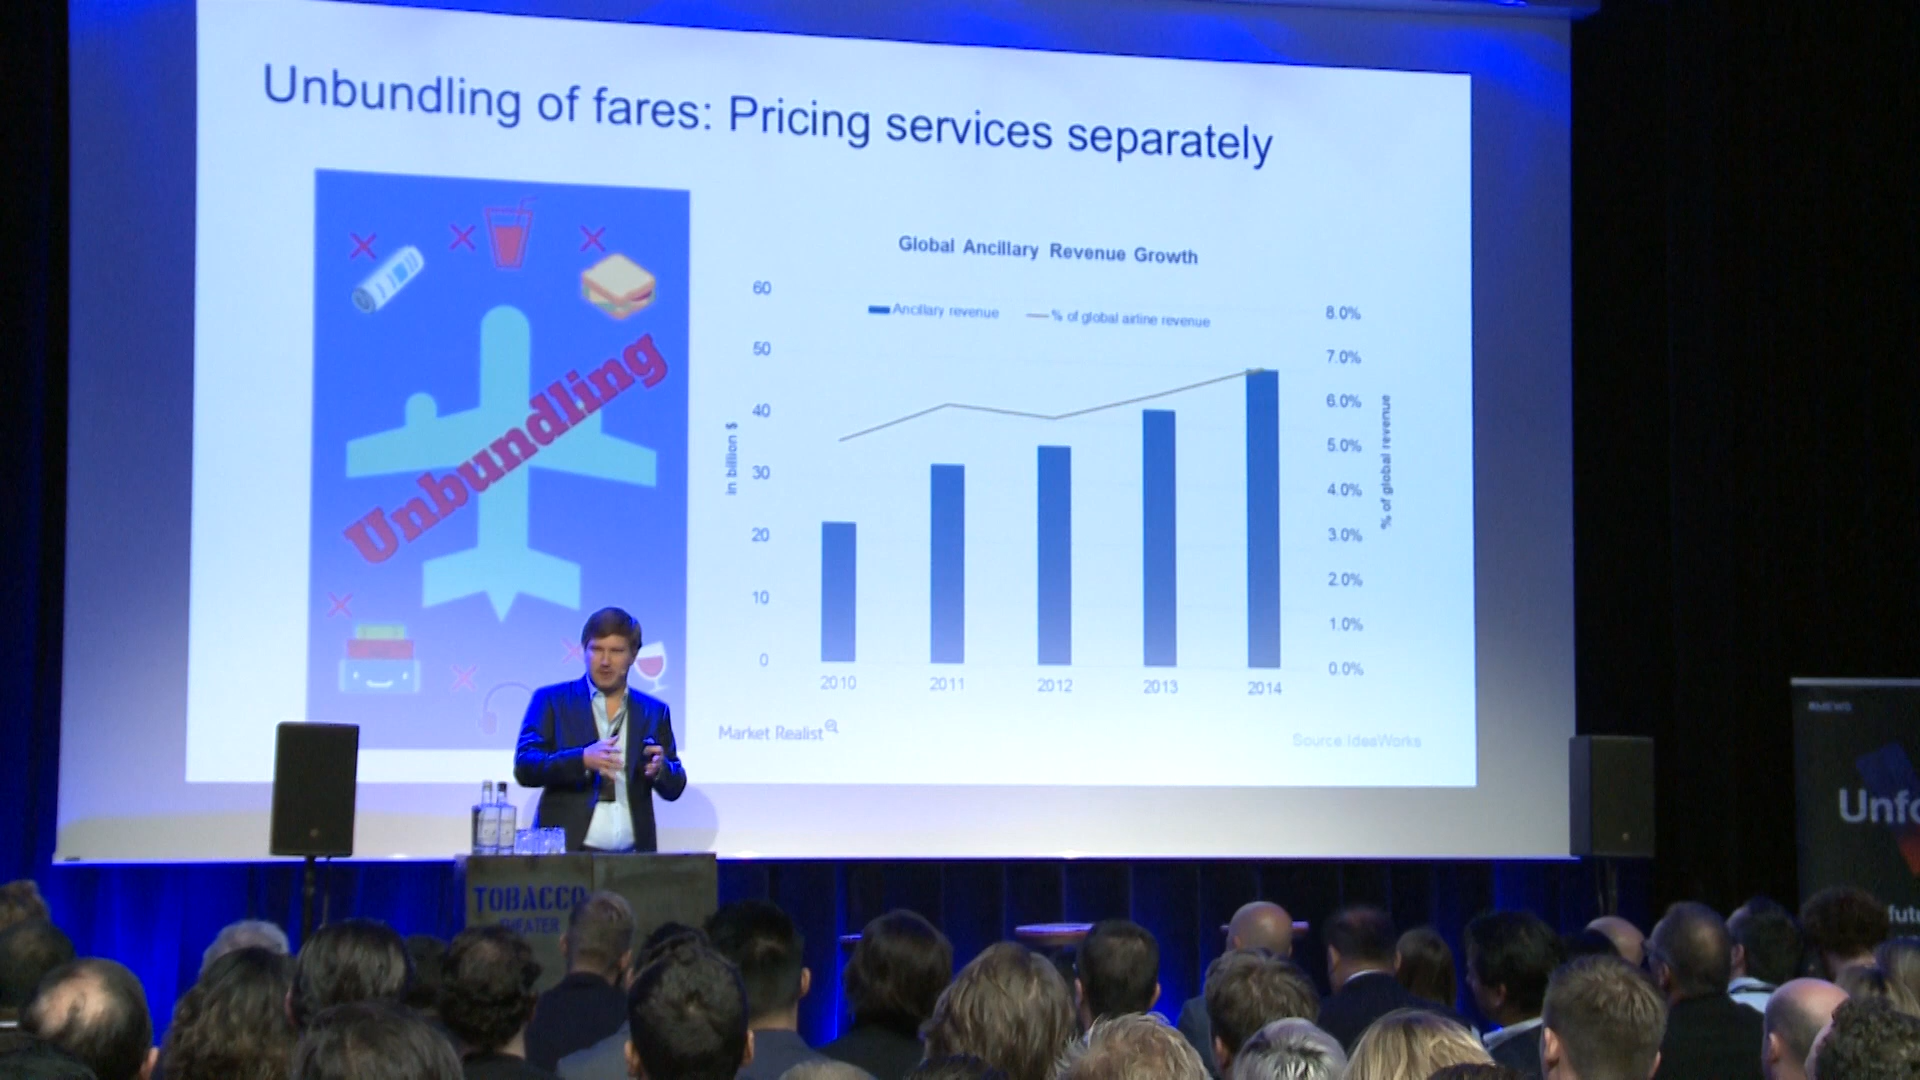 Unbundling of fares: Pricing services separately
Unbundling
Global Ancillary Revenue Growth
Ancillary revenue
% of global airline revenue
60
50
40
30
20
10
0
in billion $
8.0%
7.0%
6.0%
5.0%
4.0%
3.0%
2.0%
1.0%
0.0%
% of global revenue
2010 2011 2012 2013 2014
Market Realist
Source:IdeaWorks
TOBACCO
THEATER
#MEWS
Unfo
futu